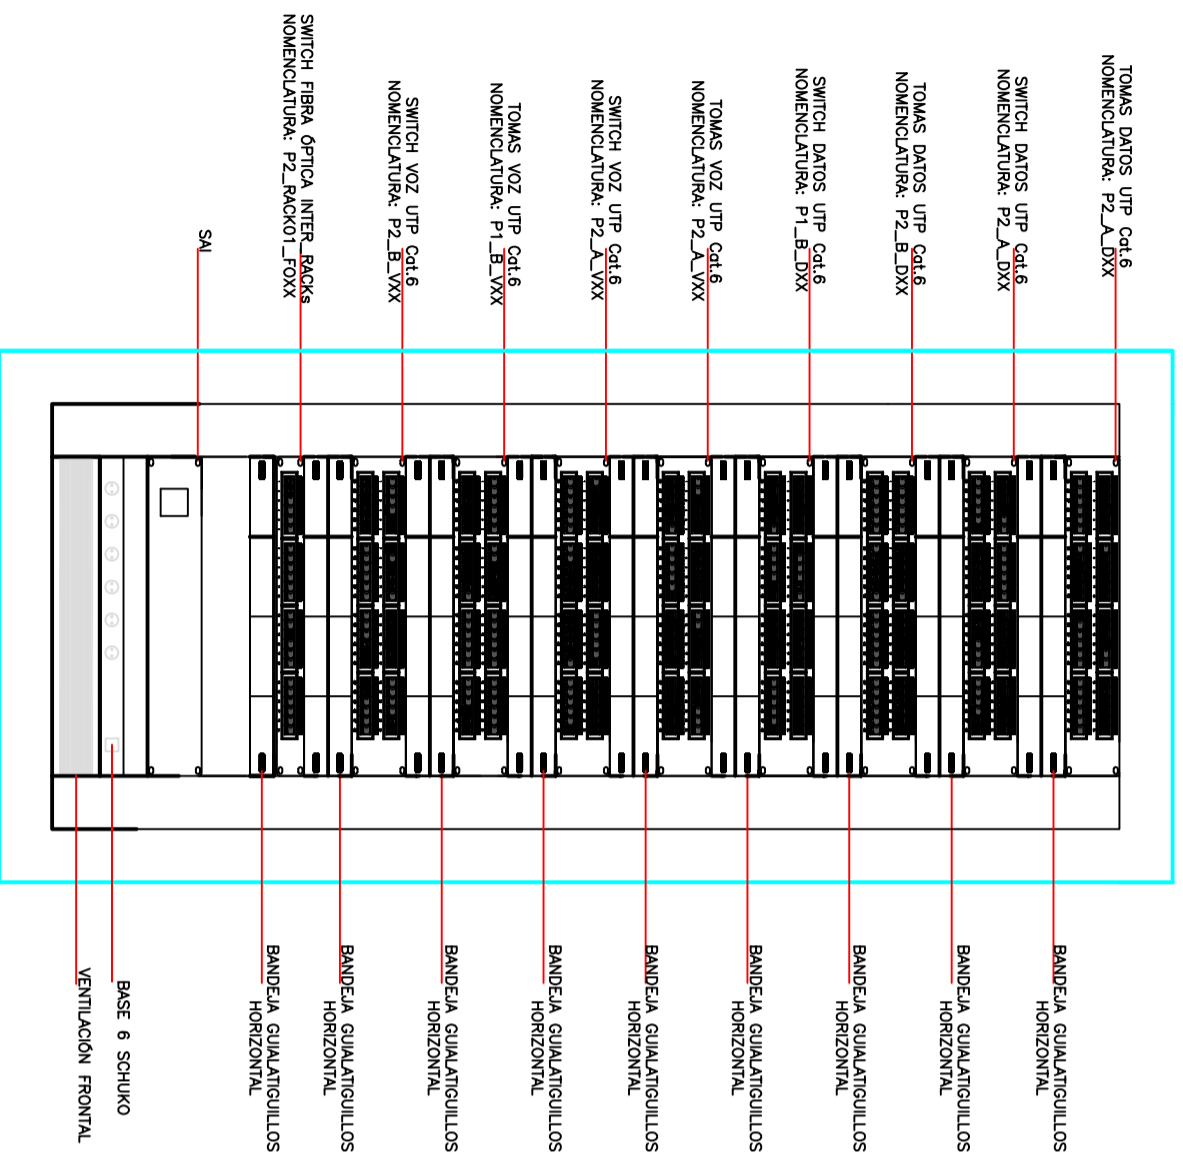 TOMAS DATOS UTP Cat.6
NOMENCLATURA: P2_A_DXX
SWITCH DATOS UTP Cat.6
NOMENCLATURA: P2_A_DXX
TOMAS DATOS UTP Cat.6
NOMENCLATURA: P2_B_DXX
SWITCH DATOS UTP Cat.6
NOMENCLATURA: P1_B_DXX
TOMAS VOZ UTP Cat.6
NOMENCLATURA: P2_A_VXX
SWITCH VOZ UTP Cat.6
NOMENCLATURA: P2_A_VXX
TOMAS VOZ UTP Cat.6
NOMENCLATURA: P1_B_VXX
SWITCH VOZ UTP Cat.6
NOMENCLATURA: P2_B_VXX
SWITCH FIBRA ÓPTICA INTER_RACKs
NOMENCLATURA: P2_RACK01_FOXX
SAI
BANDEJA GUIALATIGUILLOS
HORIZONTAL
BANDEJA GUIALATIGUILLOS
HORIZONTAL
BANDEJA GUIALATIGUILLOS
HORIZONTAL
BANDEJA GUIALATIGUILLOS
HORIZONTAL
BANDEJA GUIALATIGUILLOS
HORIZONTAL
BANDEJA GUIALATIGUILLOS
HORIZONTAL
BANDEJA GUIALATIGUILLOS
HORIZONTAL
BANDEJA GUIALATIGUILLOS
HORIZONTAL
BANDEJA GUIALATIGUILLOS
HORIZONTAL
BASE 6 SCHUKO
VENTILACIÓN FRONTAL